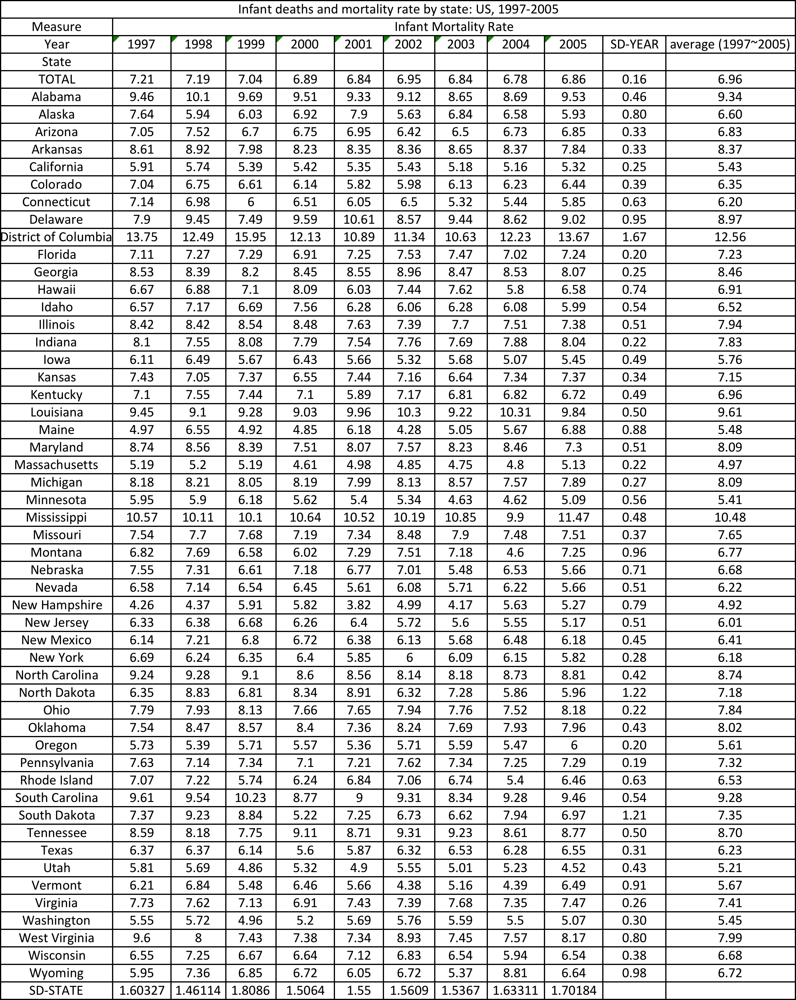 Infant deaths and mortality rate by state: US, 1997-2005
Measure Infant Mortality Rate
Year 1997 1998 1999 2000 2001 2002 2003 2004 2005 SD-YEAR average (1997~2005)
State
TOTAL 7.21 7.19 7.04 6.89 6.84 6.95 6.84 6.78 6.86 0.16 6.96
Alabama 9.46 10.1 9.69 9.51 9.33 9.12 8.65 8.69 9.53 0.46 9.34
Alaska 7.64 5.94 6.03 6.92 7.9 5.63 6.84 6.58 5.93 0.80 6.60
Arizona 7.05 7.52 6.7 6.75 6.95 6.42 6.5 6.73 6.85 0.33 6.83
Arkansas 8.61 8.92 7.98 8.23 8.35 8.36 8.65 8.37 7.84 0.33 8.37
California 5.91 5.74 5.39 5.42 5.35 5.43 5.18 5.16 5.32 0.25 5.43
Colorado 7.04 6.75 6.61 6.14 5.82 5.98 6.13 6.23 6.44 0.39 6.35
Connecticut 7.14 6.98 6 6.51 6.05 6.5 5.32 5.44 5.85 0.63 6.20
Delaware 7.9 9.45 7.49 9.59 10.61 8.57 9.44 8.62 9.02 0.95 8.97
District of Columbia 13.75 12.49 15.95 12.13 10.89 11.34 10.63 12.23 13.67 1.67 12.56
Florida 7.11 7.27 7.29 6.91 7.25 7.53 7.47 7.02 7.24 0.20 7.23
Georgia 8.53 8.39 8.2 8.45 8.55 8.96 8.47 8.53 8.07 0.25 8.46
Hawaii 6.67 6.88 7.1 8.09 6.03 7.44 7.62 5.8 6.58 0.74 6.91
Idaho 6.57 7.17 6.69 7.56 6.28 6.06 6.28 6.08 5.99 0.54 6.52
Illinois 8.42 8.42 8.54 8.48 7.63 7.39 7.7 7.51 7.38 0.51 7.94
Indiana 8.1 7.55 8.08 7.79 7.54 7.76 7.69 7.88 8.04 0.22 7.83
Iowa 6.11 6.49 5.67 6.43 5.66 5.32 5.68 5.07 5.45 0.49 5.76
Kansas 7.43 7.05 7.37 6.55 7.44 7.16 6.64 7.34 7.37 0.34 7.15
Kentucky 7.1 7.55 7.44 7.1 5.89 7.17 6.81 6.82 6.72 0.49 6.96
Louisiana 9.45 9.1 9.28 9.03 9.96 10.3 9.22 10.31 9.84 0.50 9.61
Maine 4.97 6.55 4.92 4.85 6.18 4.28 5.05 5.67 6.88 0.88 5.48
Maryland 8.74 8.56 8.39 7.51 8.07 7.57 8.23 8.46 7.3 0.51 8.09
Massachusetts 5.19 5.2 5.19 4.61 4.98 4.85 4.75 4.8 5.13 0.22 4.97
Michigan 8.18 8.21 8.05 8.19 7.99 8.13 8.57 7.57 7.89 0.27 8.09
Minnesota 5.95 5.9 6.18 5.62 5.4 5.34 4.63 4.62 5.09 0.56 5.41
Mississippi 10.57 10.11 10.1 10.64 10.52 10.19 10.85 9.9 11.47 0.48 10.48
Missouri 7.54 7.7 7.68 7.19 7.34 8.48 7.9 7.48 7.51 0.37 7.65
Montana 6.82 7.69 6.58 6.02 7.29 7.51 7.18 4.6 7.25 0.96 6.77
Nebraska 7.55 7.31 6.61 7.18 6.77 7.01 5.48 6.53 5.66 0.71 6.68
Nevada 6.58 7.14 6.54 6.45 5.61 6.08 5.71 6.22 5.66 0.51 6.22
New Hampshire 4.26 4.37 5.91 5.82 3.82 4.99 4.17 5.63 5.27 0.79 4.92
New Jersey 6.33 6.38 6.68 6.26 6.4 5.72 5.6 5.55 5.17 0.51 6.01
New Mexico 6.14 7.21 6.8 6.72 6.38 6.13 5.68 6.48 6.18 0.45 6.41
New York 6.69 6.24 6.35 6.4 5.85 6 6.09 6.15 5.82 0.28 6.18
North Carolina 9.24 9.28 9.1 8.6 8.56 8.14 8.18 8.73 8.81 0.42 8.74
North Dakota 6.35 8.83 6.81 8.34 8.91 6.32 7.28 5.86 5.96 1.22 7.18
Ohio 7.79 7.93 8.13 7.66 7.65 7.94 7.76 7.52 8.18 0.22 7.84
Oklahoma 7.54 8.47 8.57 8.4 7.36 8.24 7.69 7.93 7.96 0.43 8.02
Oregon 5.73 5.39 5.71 5.57 5.36 5.71 5.59 5.47 6 0.20 5.61
Pennsylvania 7.63 7.14 7.34 7.1 7.21 7.62 7.34 7.25 7.29 0.19 7.32
Rhode Island 7.07 7.22 5.74 6.24 6.84 7.06 6.74 5.4 6.46 0.63 6.53
South Carolina 9.61 9.54 10.23 8.77 9 9.31 8.34 9.28 9.46 0.54 9.28
South Dakota 7.37 9.23 8.84 5.22 7.25 6.73 6.62 7.94 6.97 1.21 7.35
Tennessee 8.59 8.18 7.75 9.11 8.71 9.31 9.23 8.61 8.77 0.50 8.70
Texas 6.37 6.37 6.14 5.6 5.87 6.32 6.53 6.28 6.55 0.31 6.23
Utah 5.81 5.69 4.86 5.32 4.9 5.55 5.01 5.23 4.52 0.43 5.21
Vermont 6.21 6.84 5.48 6.46 5.66 4.38 5.16 4.39 6.49 0.91 5.67
Virginia 7.73 7.62 7.13 6.91 7.43 7.39 7.68 7.35 7.47 0.26 7.41
Washington 5.55 5.72 4.96 5.2 5.69 5.76 5.59 5.5 5.07 0.30 5.45
West Virginia 9.6 8 7.43 7.38 7.34 8.93 7.45 7.57 8.17 0.80 7.99
Wisconsin 6.55 7.25 6.67 6.64 7.12 6.83 6.54 5.94 6.54 0.38 6.68
Wyoming 5.95 7.36 6.85 6.72 6.05 6.72 5.37 8.81 6.64 0.98 6.72
SD-STATE 1.60327 1.46114 1.8086 1.5064 1.55 1.5609 1.5367 1.63311 1.70184